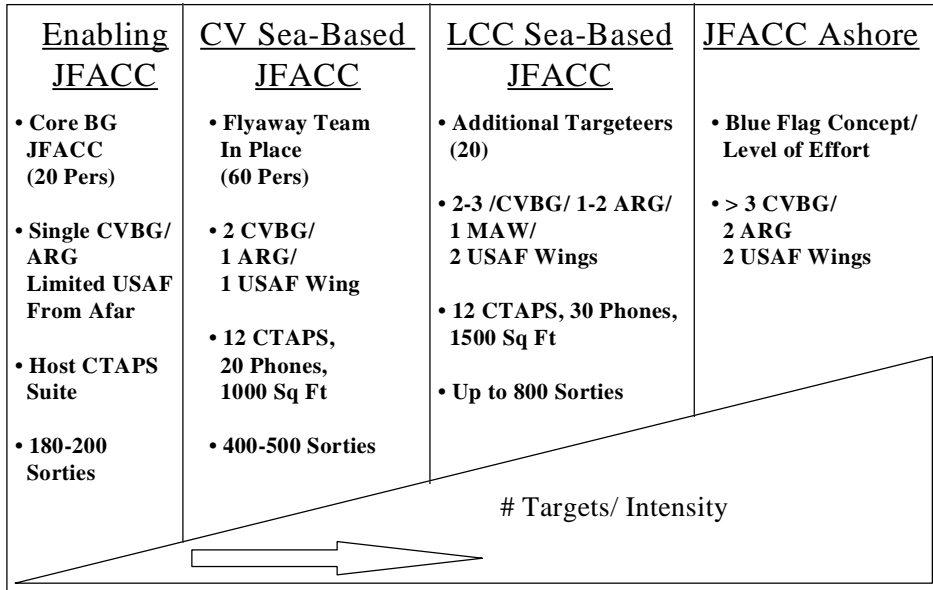 Enabling
JFACC
• Core BG
JFACC
(20 Pers)
• Single CVBG/
ARG
Limited USAF
From Afar
• Host CTAPS
Suite
• 180-200
Sorties
CV Sea-Based
JFACC
• Flyaway Team
In Place
(60 Pers)
• 2 CVBG/
1 ARG/
1 USAF Wing
• 12 CTAPS,
20 Phones,
1000 Sq Ft
• 400-500 Sorties
LCC Sea-Based
JFACC
• Additional Targeteers
(20)
• 2-3 /CVBG/ 1-2 ARG/
1 MAW/
2 USAF Wings
• 12 CTAPS, 30 Phones,
1500 Sq Ft
• Up to 800 Sorties
JFACC Ashore
• Blue Flag Concept/
Level of Effort
• > 3 CVBG/
2 ARG
2 USAF Wings
# Targets/ Intensity